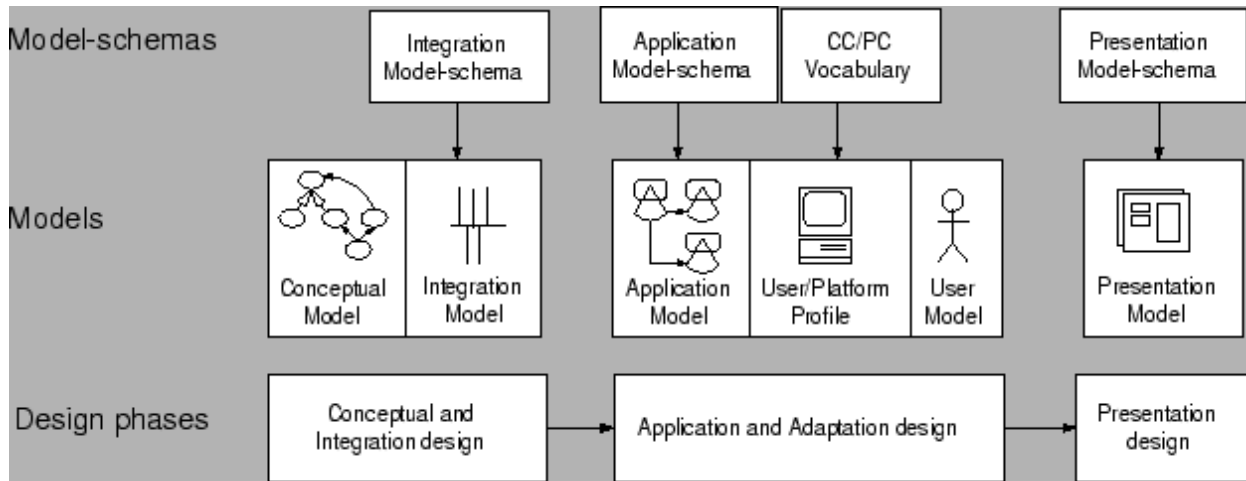 Model-schemas
Integration
Model-schema
Application
Model-schema
CC/PC
Vocabulary
Presentation
Model-schema
Models
Conceptual
Model
Integration
Model
Application
Model
User/Platform
Profile
User
Model
Presentation
Model
Design phases
Conceptual and
Integration design
Application and Adaptation design
Presentation
design